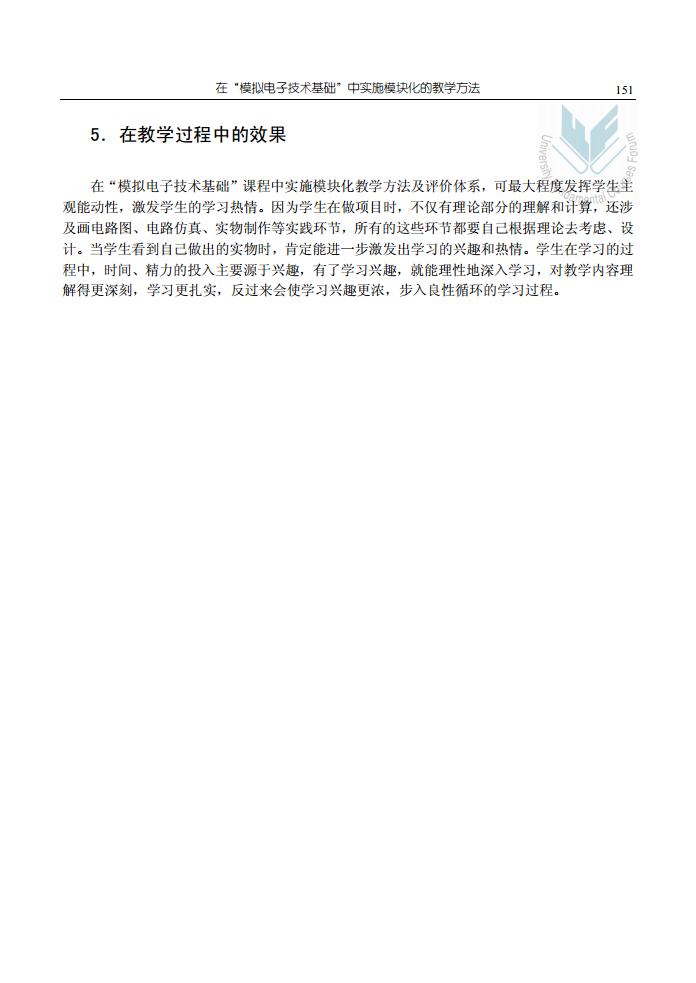 在“模拟电子技术基础”中实施模块化的教学方法 151
5. 在教学过程中的效果
在“模拟电子技术基础”课程中实施模块化教学方法及评价体系，可最大程度发挥学生主
观能动性，激发学生的学习热情。因为学生在做项目时，不仅有理论部分的理解和计算，还涉
及画电路图、电路仿真、实物制作等实践环节，所有的这些环节都要自己根据理论去考虑、设
计。当学生看到自己做出的实物时，肯定能进一步激发出学习的兴趣和热情。学生在学习的过
程中，时间、精力的投入主要源于兴趣，有了学习兴趣，就能理性地深入学习，对教学内容理
解得更深刻，学习更扎实，反过来会使学习兴趣更浓，步入良性循环的学习过程。
University Fundamental Courses Forum